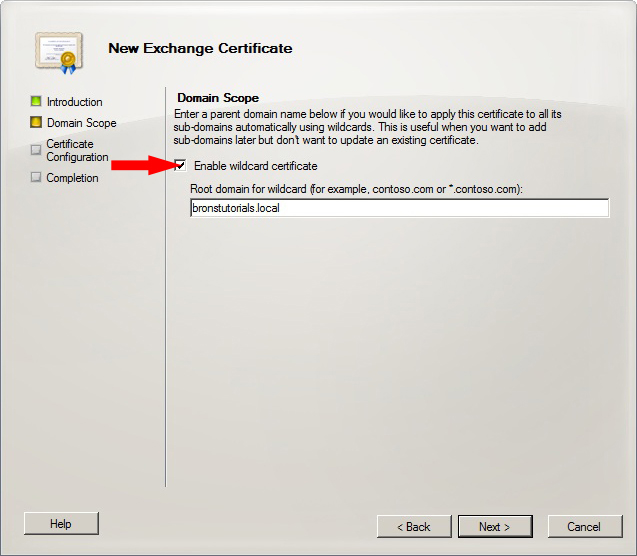 New Exchange Certificate
Introduction
Domain Scope
Certificate
Configuration
Completion
Domain Scope
Enter a parent domain name below if you would like to apply this certificate to all its
sub-domains automatically using wildcards. This is useful when you want to add
sub-domains later but don't want to update an existing certificate.
Enable wildcard certificate
Root domain for wildcard (for example, contoso.com or *.contoso.com):
bronstutorials.local
Help
< Back
Next >
Cancel